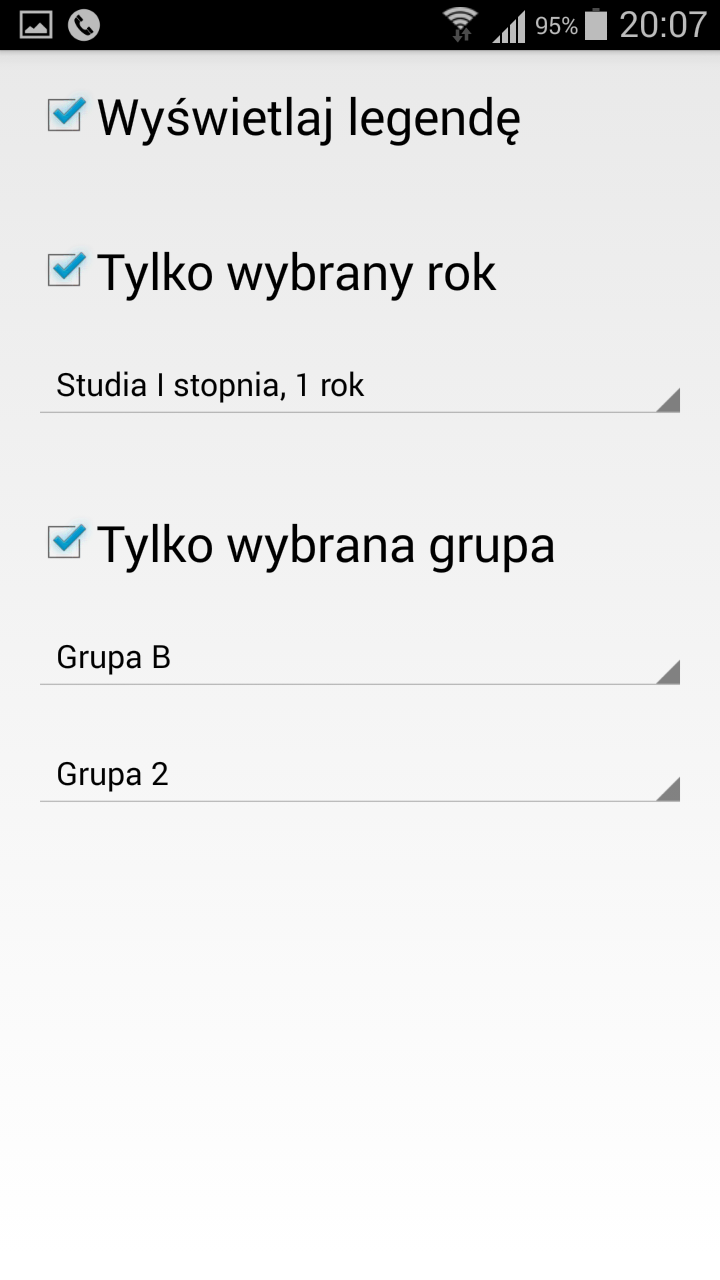 95% 20:07
Wyświetlaj legendę
Tylko wybrany rok
Studia I stopnia, 1 rok
Tylko wybrana grupa
Grupa B
Grupa 2